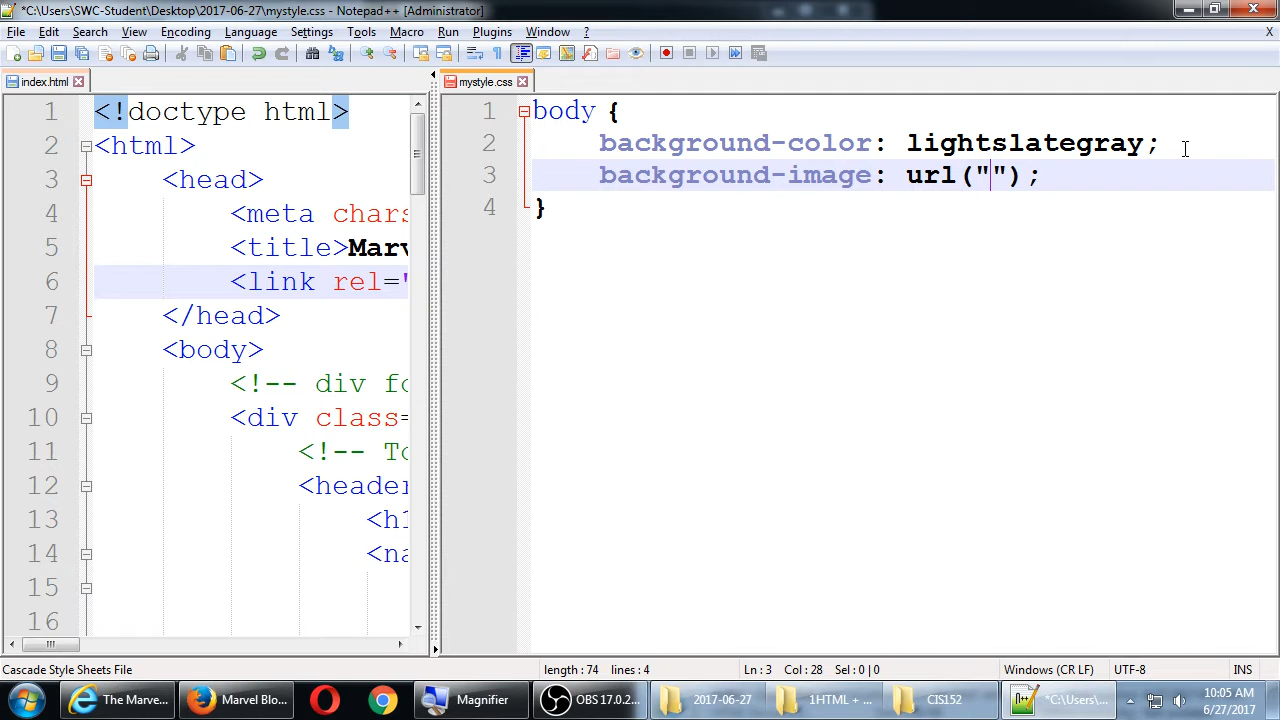 *C:\Users\SWC-Student\Desktop\2017-06-27\mystyle.css - Notepad++ [Administrator]
File Edit Search View Encoding Language Settings Tools Macro Run Plugins Window ? X
index.html
1 <!doctype html>
2 <html>
3 <head>
4 <meta chars
5 <title>Marv
6 <link rel="
7 </head>
8 <body>
9 <!-- div fo
10 <div class=
11 <!-- To
12 <header
13 <h1
14 <na
15
16
mystyle.css
1 body {
2 background-color: lightslategray;
3 background-image: url("");
4 }
Cascade Style Sheets File length : 74 lines : 4 Ln : 3 Col : 28 Sel : 0 | 0 Windows (CR LF) UTF-8 INS
The Marve... Marvel Blo... Magnifier OBS 17.0.2... 2017-06-27 1HTML + ... CIS152 *C:\Users\... 10:05 AM
6/27/2017